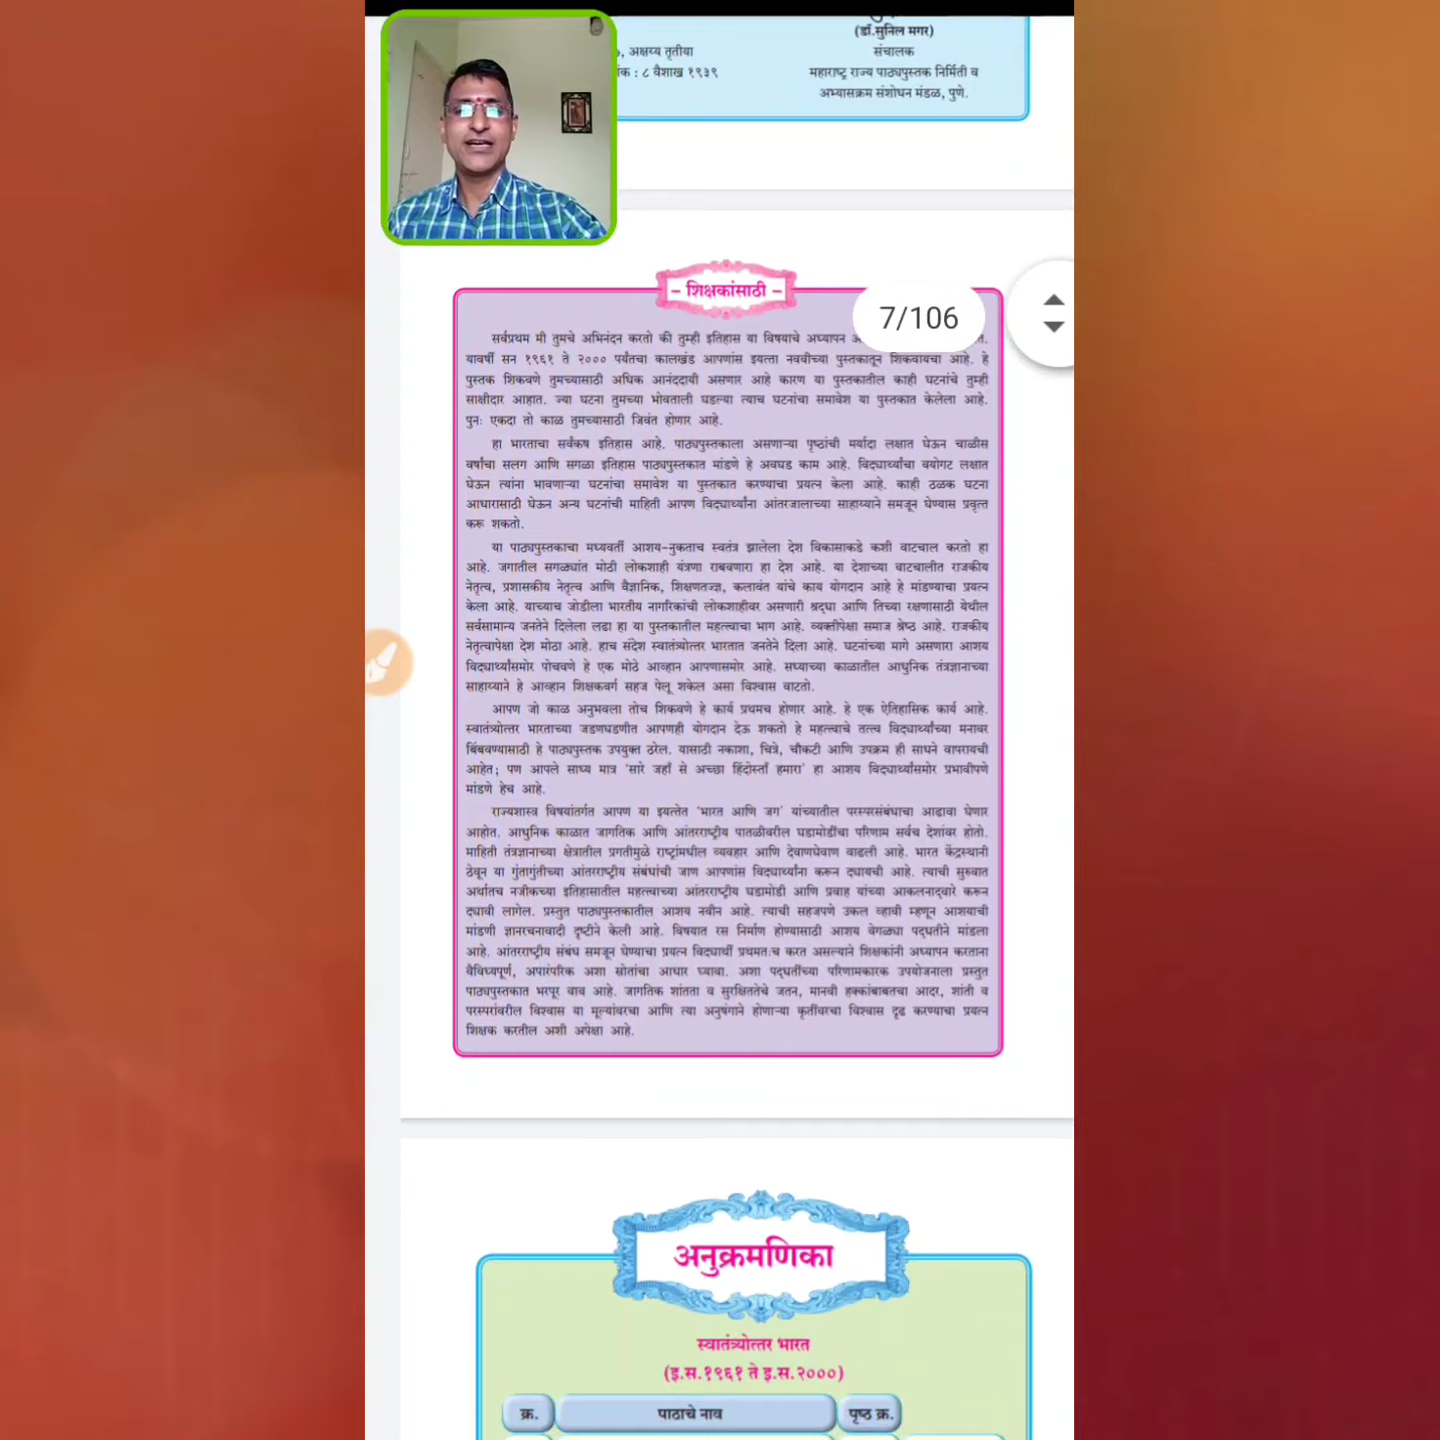 (डॉ.सुनिल मगर)
संचालक
महाराष्ट्र राज्य पाठ्यपुस्तक निर्मिती व
अभ्यासक्रम संशोधन मंडळ, पुणे.
अक्षय्य तृतीया
: ८ वैशाख १९३९
– शिक्षकांसाठी –
7/106
सर्वप्रथम मी तुमचे अभिनंदन करतो की तुम्ही इतिहास या विषयाचे अध्यापन
यावर्षी सन १९६१ ते २००० पर्यंतचा कालखंड आपणांस इयत्ता नववीच्या पुस्तकातून शिकवायचा आहे. हे
पुस्तक शिकवणे तुमच्यासाठी अधिक आनंददायी असणार आहे कारण या पुस्तकातील काही घटनांचे तुम्ही
साक्षीदार आहात. ज्या घटना तुमच्या भोवताली घडल्या त्याच घटनांचा समावेश या पुस्तकात केलेला आहे.
पुनः एकदा तो काळ तुमच्यासाठी जिवंत होणार आहे.
हा भारताचा सर्वंकष इतिहास आहे. पाठ्यपुस्तकाला असणाऱ्या पृष्ठांची मर्यादा लक्षात घेऊन चाळीस
वर्षांचा सलग आणि सगळा इतिहास पाठ्यपुस्तकात मांडणे हे अवघड काम आहे. विद्यार्थ्यांचा वयोगट लक्षात
घेऊन त्यांना भावणाऱ्या घटनांचा समावेश या पुस्तकात करण्याचा प्रयत्न केला आहे. काही ठळक घटना
आधारासाठी घेऊन अन्य घटनांची माहिती आपण विद्यार्थ्यांना आंतरजालाच्या साहाय्याने समजून घेण्यास प्रवृत्त
करू शकतो.
या पाठ्यपुस्तकाचा मध्यवर्ती आशय-नुकताच स्वतंत्र झालेला देश विकासाकडे कशी वाटचाल करतो हा
आहे. जगातील सगळ्यांत मोठी लोकशाही यंत्रणा राबवणारा हा देश आहे. या देशाच्या वाटचालीत राजकीय
नेतृत्व, प्रशासकीय नेतृत्व आणि वैज्ञानिक, शिक्षणतज्ज्ञ, कलावंत यांचे काय योगदान आहे हे मांडण्याचा प्रयत्न
केला आहे. याच्याच जोडीला भारतीय नागरिकांची लोकशाहीवर असणारी श्रद्धा आणि तिच्या रक्षणासाठी येथील
सर्वसामान्य जनतेने दिलेला लढा हा या पुस्तकातील महत्त्वाचा भाग आहे. व्यक्तीपेक्षा समाज श्रेष्ठ आहे. राजकीय
नेतृत्वापेक्षा देश मोठा आहे. हाच संदेश स्वातंत्र्योत्तर भारतात जनतेने दिला आहे. घटनांच्या मागे असणारा आशय
विद्यार्थ्यांसमोर पोचवणे हे एक मोठे आव्हान आपणासमोर आहे. सध्याच्या काळातील आधुनिक तंत्रज्ञानाच्या
साहाय्याने हे आव्हान शिक्षकवर्ग सहज पेलू शकेल असा विश्वास वाटतो.
आपण जो काळ अनुभवला तोच शिकवणे हे कार्य प्रथमच होणार आहे. हे एक ऐतिहासिक कार्य आहे.
स्वातंत्र्योत्तर भारताच्या जडणघडणीत आपणही योगदान देऊ शकतो हे महत्त्वाचे तत्त्व विद्यार्थ्यांच्या मनावर
बिंबवण्यासाठी हे पाठ्यपुस्तक उपयुक्त ठरेल. यासाठी नकाशा, चित्रे, चौकटी आणि उपक्रम ही साधने वापरायची
आहेत; पण आपले साध्य मात्र 'सारे जहाँ से अच्छा हिंदोस्ताँ हमारा' हा आशय विद्यार्थ्यांसमोर प्रभावीपणे
मांडणे हेच आहे.
राज्यशास्त्र विषयांतर्गत आपण या इयत्तेत 'भारत आणि जग' यांच्यातील परस्परसंबंधाचा आढावा घेणार
आहोत. आधुनिक काळात जागतिक आणि आंतरराष्ट्रीय पातळीवरील घडामोडींचा परिणाम सर्वच देशांवर होतो.
माहिती तंत्रज्ञानाच्या क्षेत्रातील प्रगतीमुळे राष्ट्रांमधील व्यवहार आणि देवाणघेवाण वाढली आहे. भारत केंद्रस्थानी
ठेवून या गुंतागुंतीच्या आंतरराष्ट्रीय संबंधांची जाण आपणांस विद्यार्थ्यांना करून द्यायची आहे. त्याची सुरुवात
अर्थातच नजीकच्या इतिहासातील महत्त्वाच्या आंतरराष्ट्रीय घडामोडी आणि प्रवाह यांच्या आकलनाद्वारे करून
द्यावी लागेल. प्रस्तुत पाठ्यपुस्तकातील आशय नवीन आहे. त्याची सहजपणे उकल व्हावी म्हणून आशयाची
मांडणी ज्ञानरचनावादी दृष्टीने केली आहे. विषयात रस निर्माण होण्यासाठी आशय वेगळ्या पद्धतीने मांडला
आहे. आंतरराष्ट्रीय संबंध समजून घेण्याचा प्रयत्न विद्यार्थी प्रथमतःच करत असल्याने शिक्षकांनी अध्यापन करताना
वैविध्यपूर्ण, अपारंपरिक अशा स्रोतांचा आधार घ्यावा. अशा पद्धतींच्या परिणामकारक उपयोजनाला प्रस्तुत
पाठ्यपुस्तकात भरपूर वाव आहे. जागतिक शांतता व सुरक्षिततेचे जतन, मानवी हक्कांबाबतचा आदर, शांती व
परस्परांवरील विश्वास या मूल्यांवरचा आणि त्या अनुषंगाने होणाऱ्या कृतींवरचा विश्वास दृढ करण्याचा प्रयत्न
शिक्षक करतील अशी अपेक्षा आहे.
अनुक्रमणिका
स्वातंत्र्योत्तर भारत
(इ.स.१९६१ ते इ.स.२०००)
क्र. पाठाचे नाव पृष्ठ क्र.